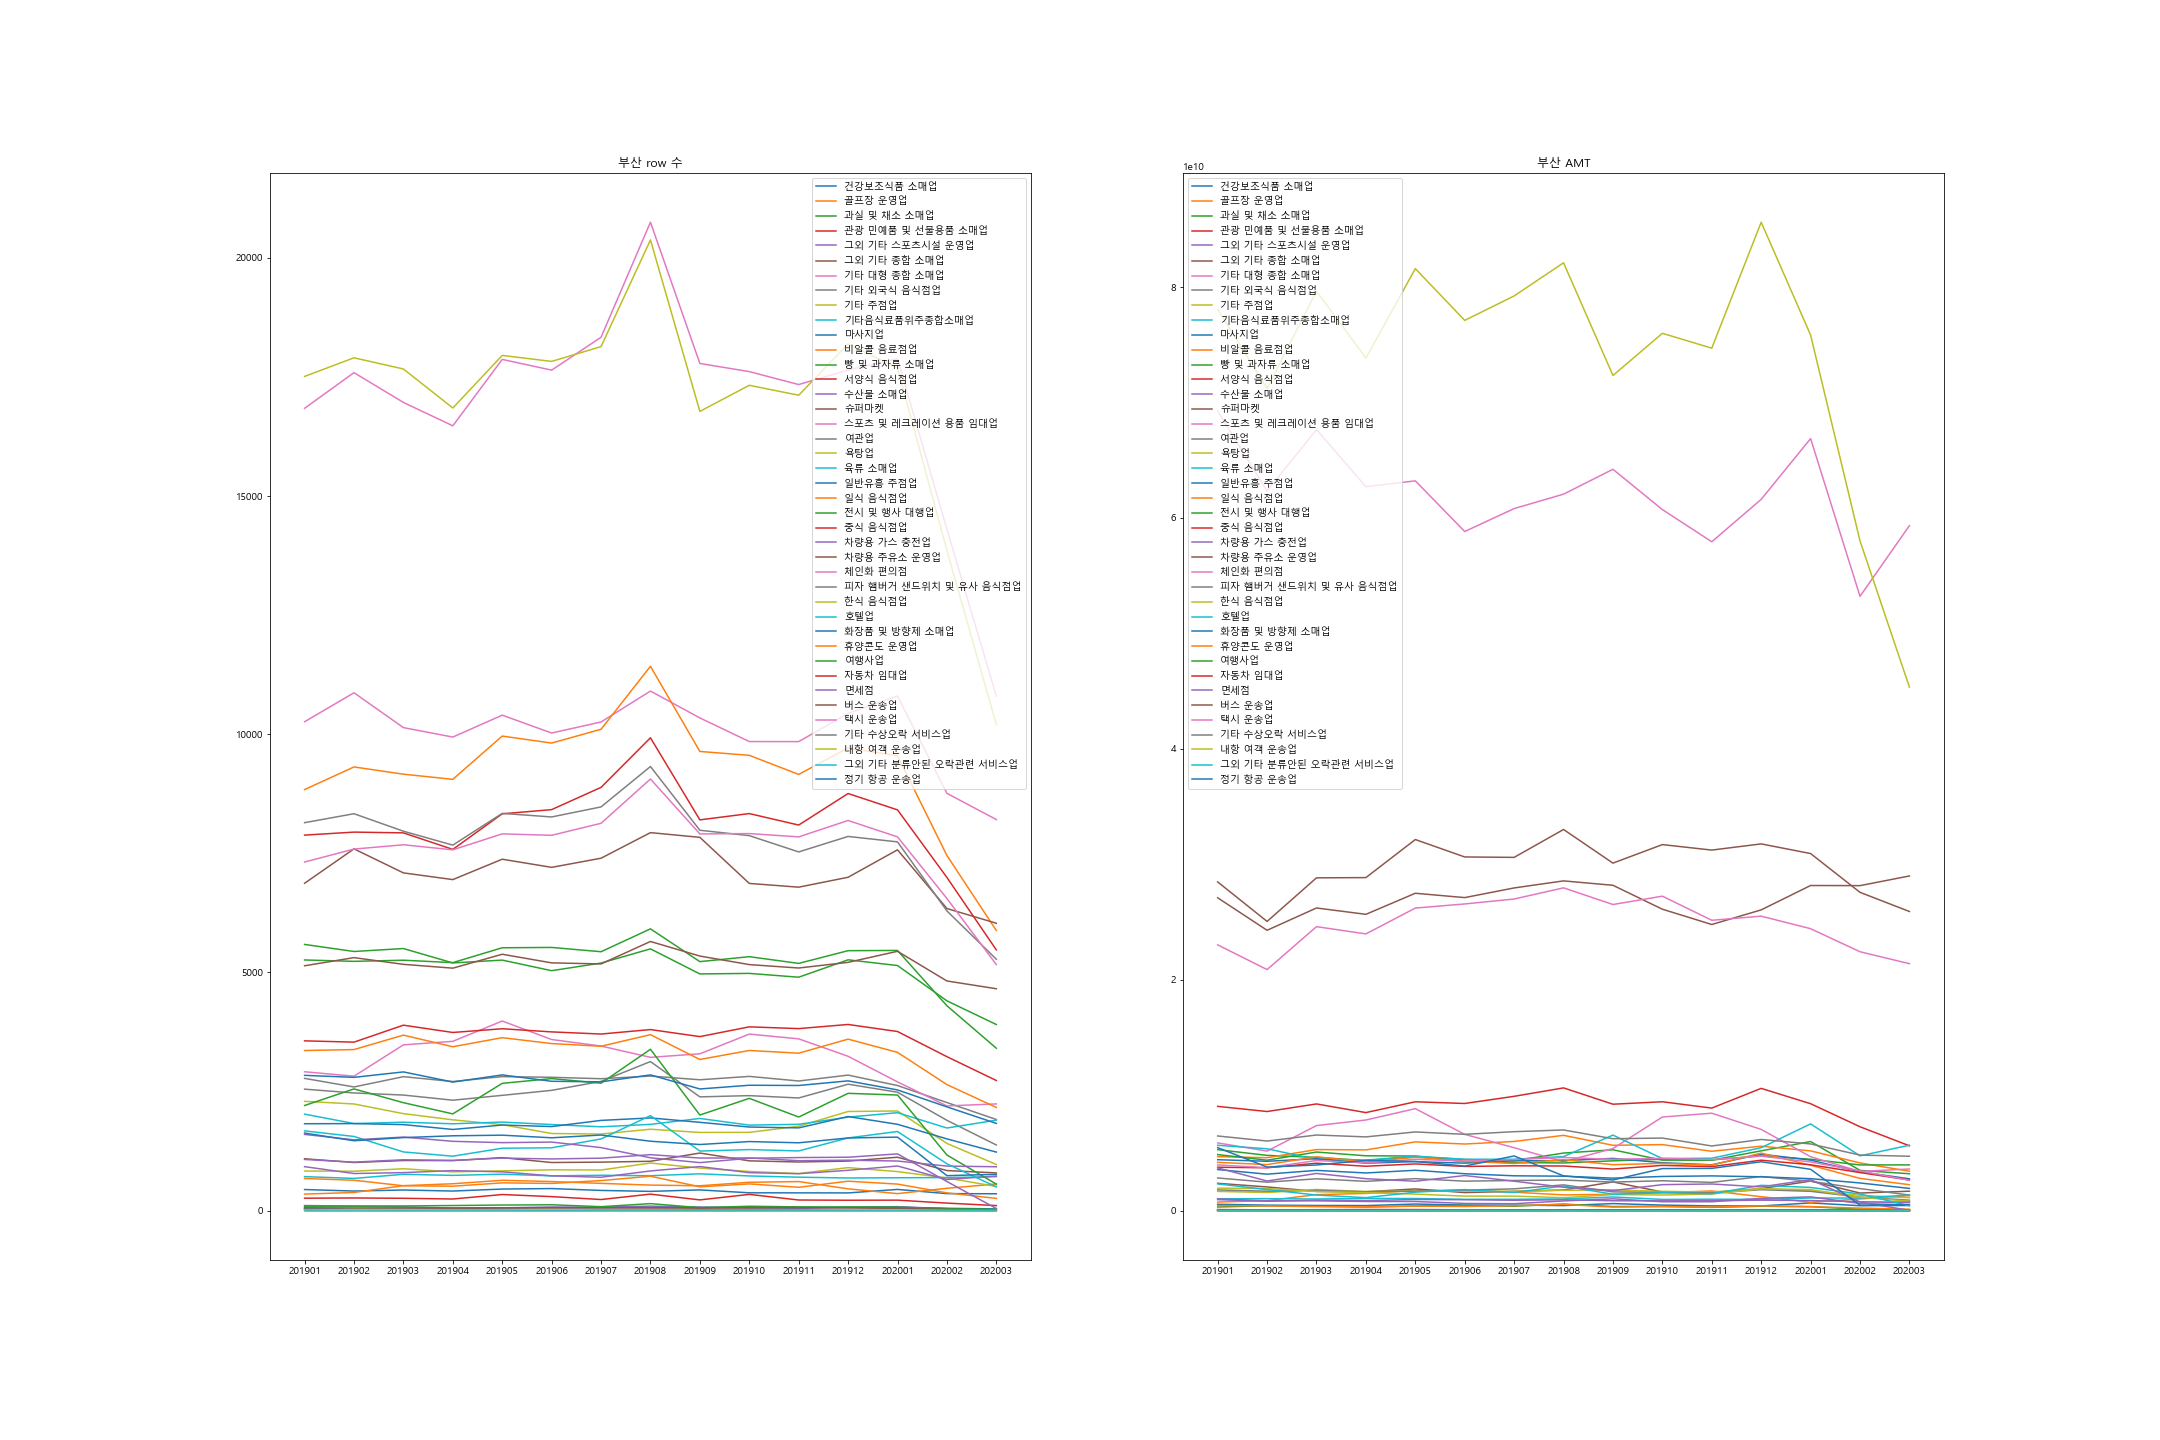 부산 row 수
20000
15000
10000
5000
0
201901 201902 201903 201904 201905 201906 201907 201908 201909 201910 201911 201912 202001 202002 202003
건강보조식품 소매업
골프장 운영업
과실 및 채소 소매업
관광 민예품 및 선물용품 소매업
그외 기타 스포츠시설 운영업
그외 기타 종합 소매업
기타 대형 종합 소매업
기타 외국식 음식점업
기타 주점업
기타음식료품위주종합소매업
마사지업
비알콜 음료점업
빵 및 과자류 소매업
서양식 음식점업
수산물 소매업
슈퍼마켓
스포츠 및 레크레이션 용품 임대업
여관업
욕탕업
육류 소매업
일반유흥 주점업
일식 음식점업
전시 및 행사 대행업
중식 음식점업
차량용 가스 충전업
차량용 주유소 운영업
체인화 편의점
피자 햄버거 샌드위치 및 유사 음식점업
한식 음식점업
호텔업
화장품 및 방향제 소매업
휴양콘도 운영업
여행사업
자동차 임대업
면세점
버스 운송업
택시 운송업
기타 수상오락 서비스업
내항 여객 운송업
그외 기타 분류안된 오락관련 서비스업
정기 항공 운송업
부산 AMT
1e10
8
6
4
2
0
201901 201902 201903 201904 201905 201906 201907 201908 201909 201910 201911 201912 202001 202002 202003
건강보조식품 소매업
골프장 운영업
과실 및 채소 소매업
관광 민예품 및 선물용품 소매업
그외 기타 스포츠시설 운영업
그외 기타 종합 소매업
기타 대형 종합 소매업
기타 외국식 음식점업
기타 주점업
기타음식료품위주종합소매업
마사지업
비알콜 음료점업
빵 및 과자류 소매업
서양식 음식점업
수산물 소매업
슈퍼마켓
스포츠 및 레크레이션 용품 임대업
여관업
욕탕업
육류 소매업
일반유흥 주점업
일식 음식점업
전시 및 행사 대행업
중식 음식점업
차량용 가스 충전업
차량용 주유소 운영업
체인화 편의점
피자 햄버거 샌드위치 및 유사 음식점업
한식 음식점업
호텔업
화장품 및 방향제 소매업
휴양콘도 운영업
여행사업
자동차 임대업
면세점
버스 운송업
택시 운송업
기타 수상오락 서비스업
내항 여객 운송업
그외 기타 분류안된 오락관련 서비스업
정기 항공 운송업